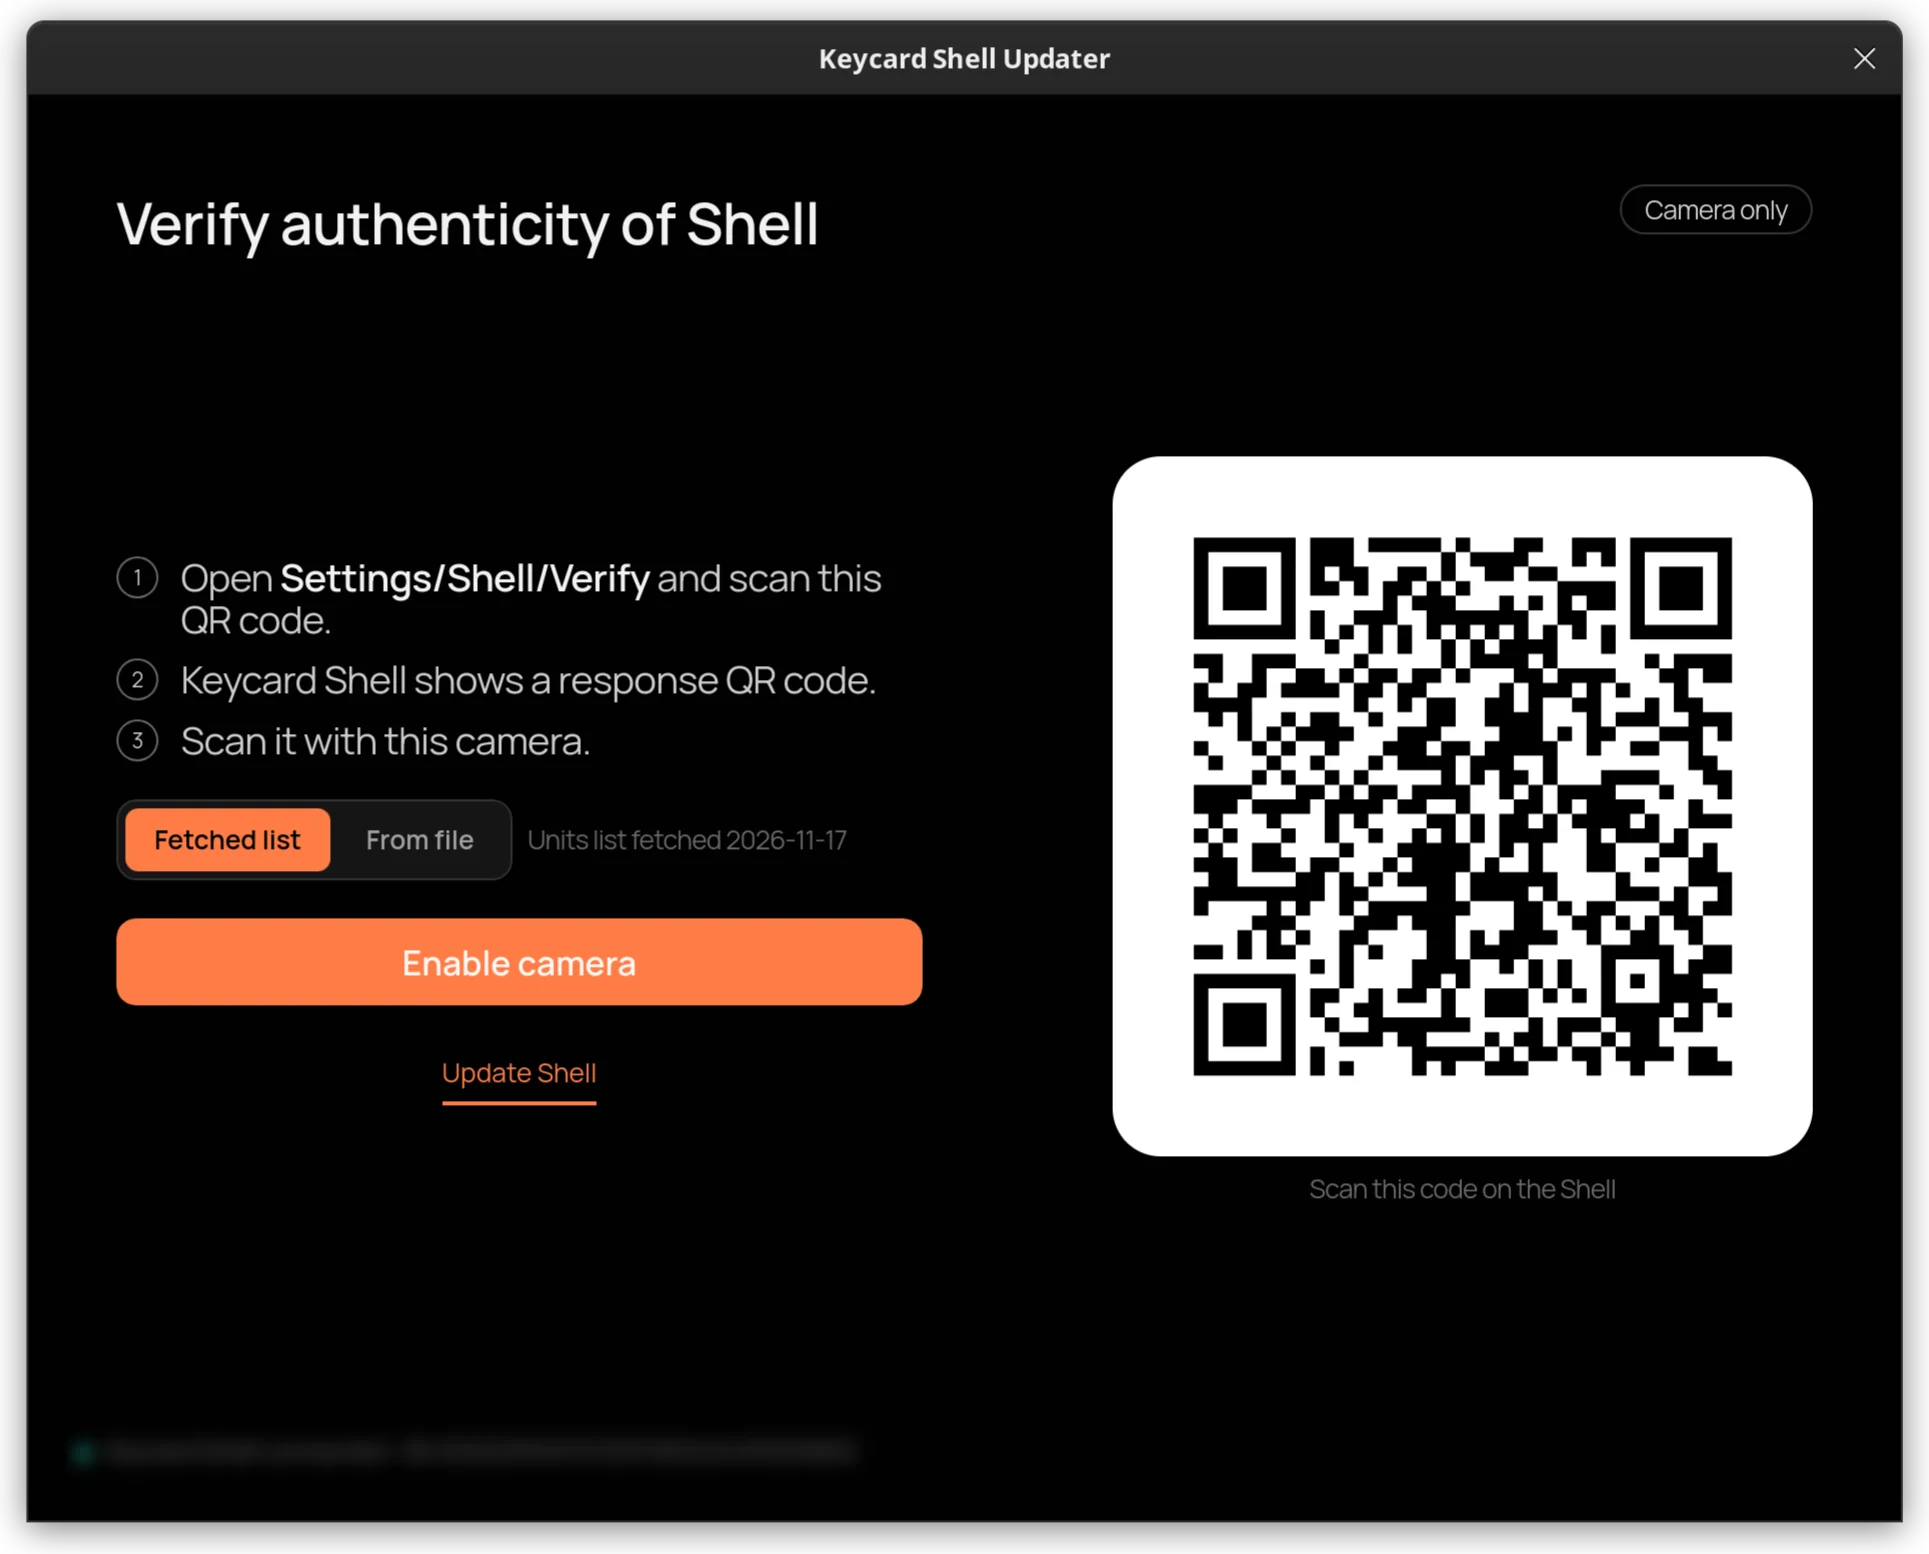 Keycard Shell Updater
Verify authenticity of Shell
Camera only
1 Open Settings/Shell/Verify and scan this
QR code.
2 Keycard Shell shows a response QR code.
3 Scan it with this camera.
Fetched list From file Units list fetched 2026-11-17
Enable camera
Update Shell
Scan this code on the Shell